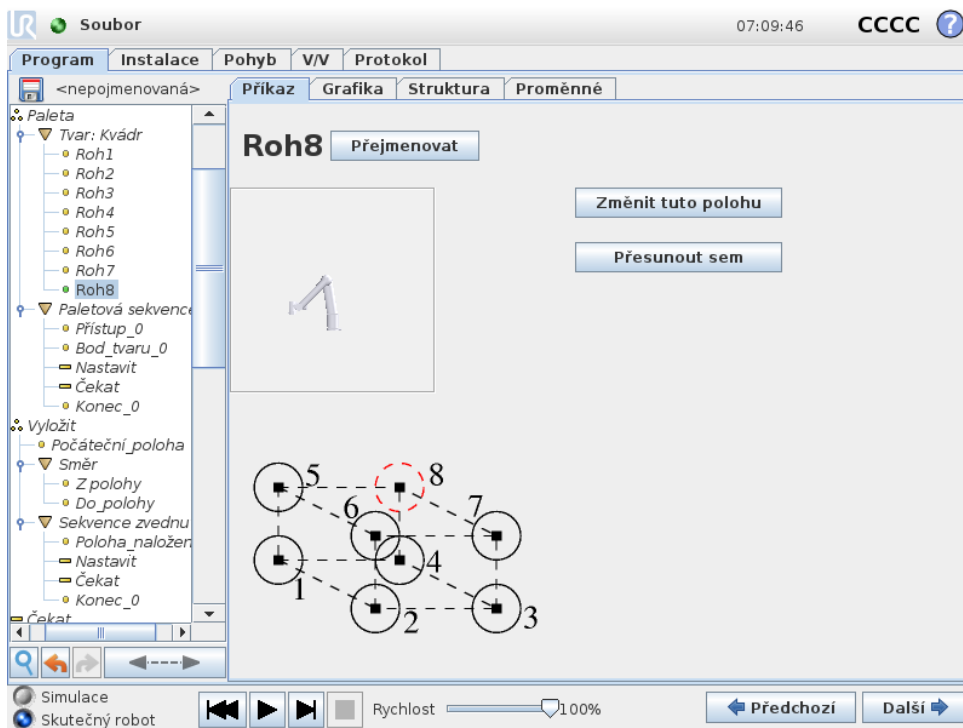 UR Soubor 07:09:46 CCCC ?
Program Instalace Pohyb V/V Protokol
<nepojmenovaná> Příkaz Grafika Struktura Proměnné
Paleta
Tvar: Kvádr
Roh1
Roh2
Roh3
Roh4
Roh5
Roh6
Roh7
Roh8
Paletová sekvence
Přístup_0
Bod_tvaru_0
Nastavit
Čekat
Konec_0
Vyložit
Počáteční_poloha
Směr
Z polohy
Do_polohy
Sekvence zvednu
Poloha_naložen
Nastavit
Čekat
Konec_0
Čekat
Roh8 Přejmenovat
Změnit tuto polohu
Přesunout sem
5 8
6 7
1 4
2 3
Simulace
Skutečný robot
Rychlost 100%
Předchozí Další